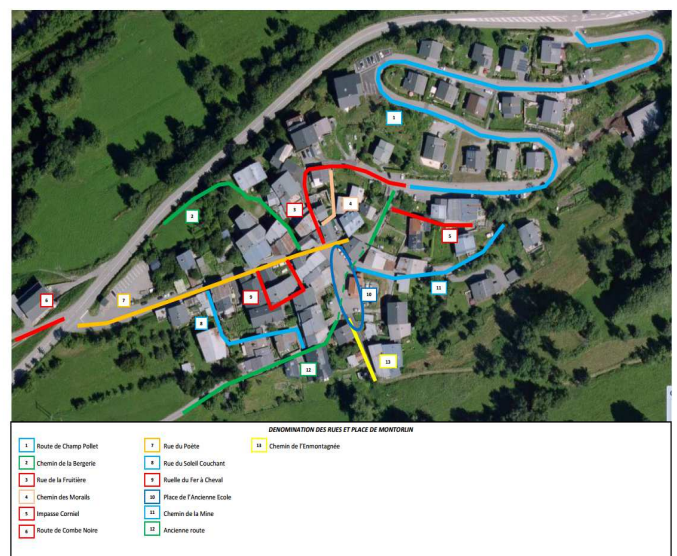 1
2
3
4
5
6
7
8
9
10
11
12
13
DENOMINATION DES RUES ET PLACE DE MONTORLIN
1 Route de Champ Pollet
2 Chemin de la Bergerie
3 Rue de la Fruitière
4 Chemin des Morails
5 Impasse Corniel
6 Route de Combe Noire
7 Rue du Poète
8 Rue du Soleil Couchant
9 Ruelle du Fer à Cheval
10 Place de l'Ancienne Ecole
11 Chemin de la Mine
12 Ancienne route
13 Chemin de l'Enmontagnée